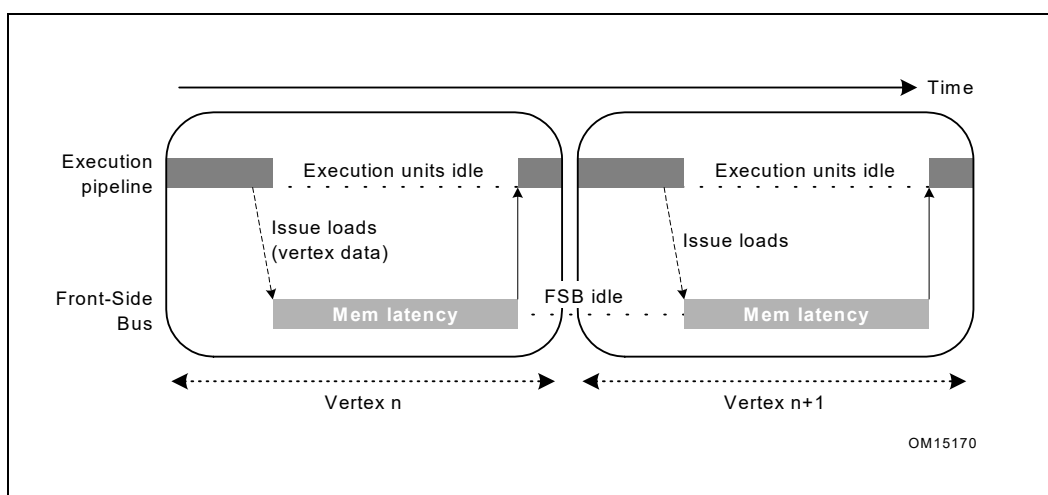 Time
Execution
pipeline
Execution units idle
Execution units idle
Issue loads
(vertex data)
Issue loads
Front-Side
Bus
Mem latency
FSB idle
Mem latency
Vertex n
Vertex n+1
OM15170